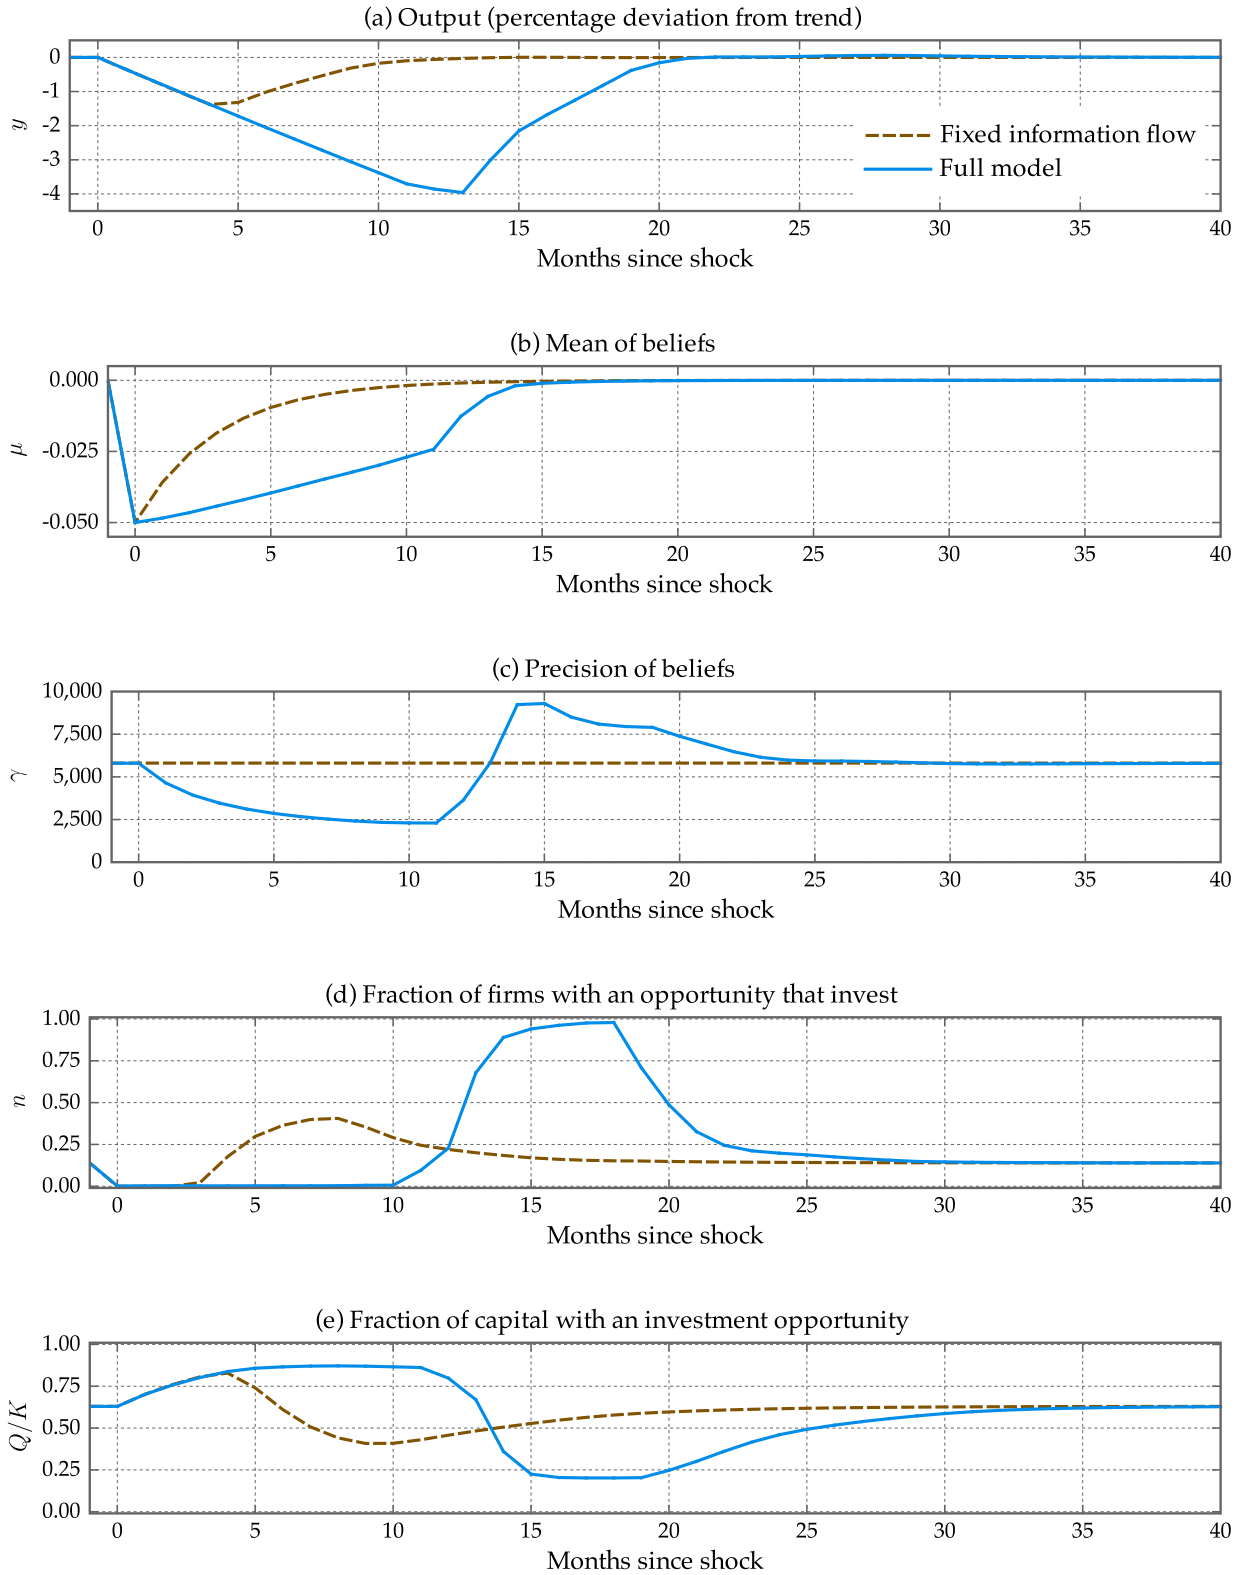 (a) Output (percentage deviation from trend)
0
-1
-2
-3
-4
y
Fixed information flow
Full model
0 5 10 15 20 25 30 35 40
Months since shock
(b) Mean of beliefs
0.000
-0.025
-0.050
μ
0 5 10 15 20 25 30 35 40
Months since shock
(c) Precision of beliefs
10,000
7,500
5,000
2,500
0
γ
0 5 10 15 20 25 30 35 40
Months since shock
(d) Fraction of firms with an opportunity that invest
1.00
0.75
0.50
0.25
0.00
n
0 5 10 15 20 25 30 35 40
Months since shock
(e) Fraction of capital with an investment opportunity
1.00
0.75
0.50
0.25
0.00
Q/K
0 5 10 15 20 25 30 35 40
Months since shock